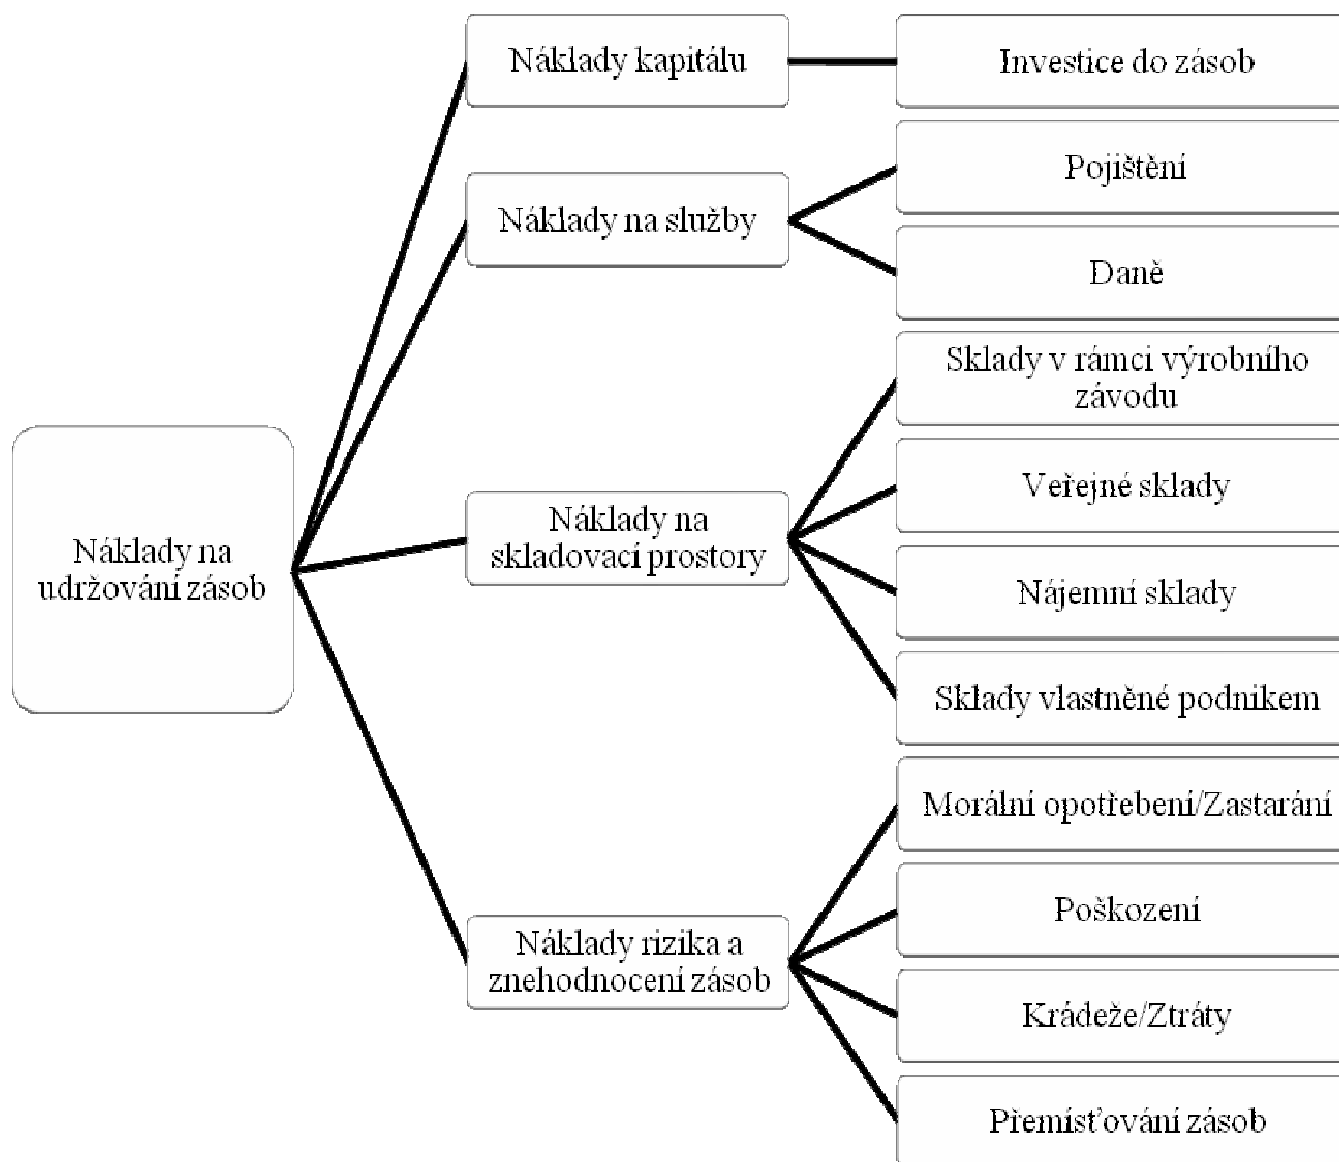 Náklady na
udržování zásob
Náklady kapitálu
Investice do zásob
Náklady na služby
Pojištění
Daně
Náklady na
skladovací prostory
Sklady v rámci výrobního
závodu
Veřejné sklady
Nájemní sklady
Sklady vlastněné podnikem
Náklady rizika a
znehodnocení zásob
Morální opotřebení/Zastarání
Poškození
Krádeže/Ztráty
Přemísťování zásob